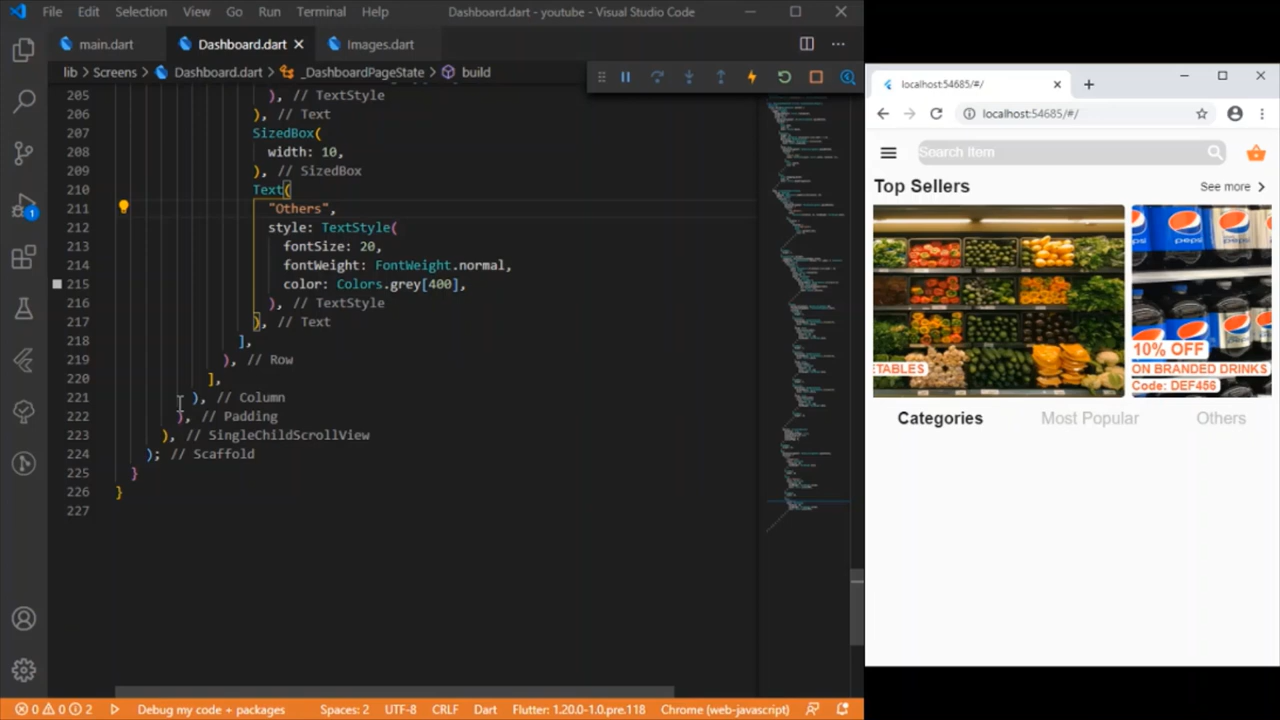 File Edit Selection View Go Run Terminal Help Dashboard.dart - youtube - Visual Studio Code
main.dart Dashboard.dart Images.dart
lib > Screens > Dashboard.dart > _DashboardPageState > build
205 ), // TextStyle
206 ), // Text
207 SizedBox(
208 width: 10,
209 ), // SizedBox
210 Text(
211 "Others",
212 style: TextStyle(
213 fontSize: 20,
214 fontWeight: FontWeight.normal,
215 color: Colors.grey[400],
216 ), // TextStyle
217 ), // Text
218 ],
219 ), // Row
220 ],
221 ), // Column
222 ), // Padding
223 ), // SingleChildScrollView
224 ); // Scaffold
225 }
226 }
227
1
0 0 2 Debug my code + packages Spaces: 2 UTF-8 CRLF Dart Flutter: 1.20.0-1.0.pre.118 Chrome (web-javascript)
localhost:54685/#/
localhost:54685/#/
Search Item
Top Sellers See more
pepsi
10% OFF
ETABLES ON BRANDED DRINKS
Code: DEF456
Categories Most Popular Others